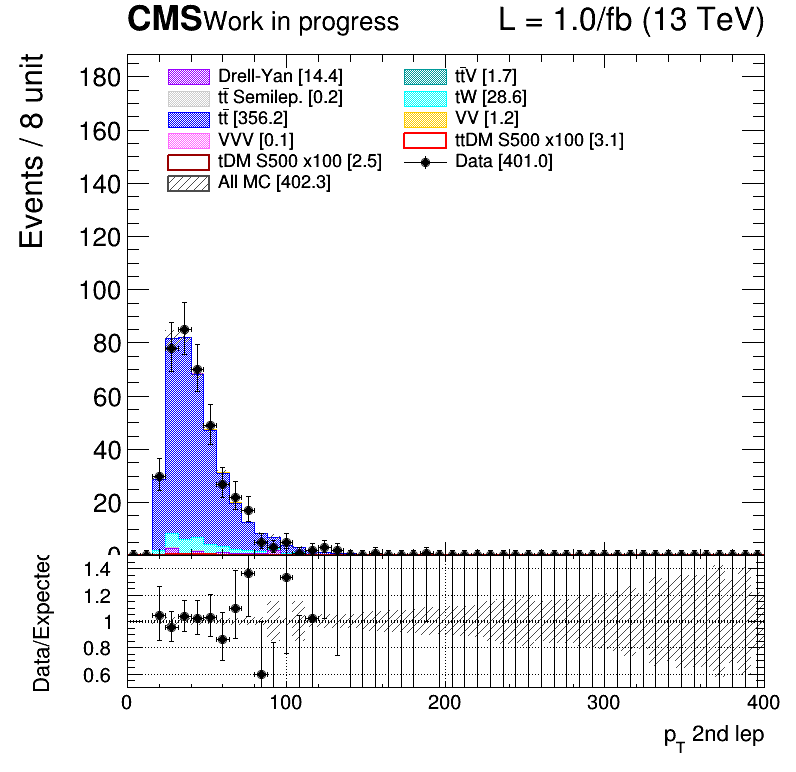 CMS Work in progress L = 1.0/fb (13 TeV)
Events / 8 unit
180
160
140
120
100
80
60
40
20
0
Drell-Yan [14.4] tt̄V [1.7]
tt̄ Semilep. [0.2] tW [28.6]
tt̄ [356.2] VV [1.2]
VVV [0.1] ttDM S500 x100 [3.1]
tDM S500 x100 [2.5] Data [401.0]
All MC [402.3]
Data/Expected
1.4
1.2
1
0.8
0.6
0 100 200 300 400
p_T 2nd lep